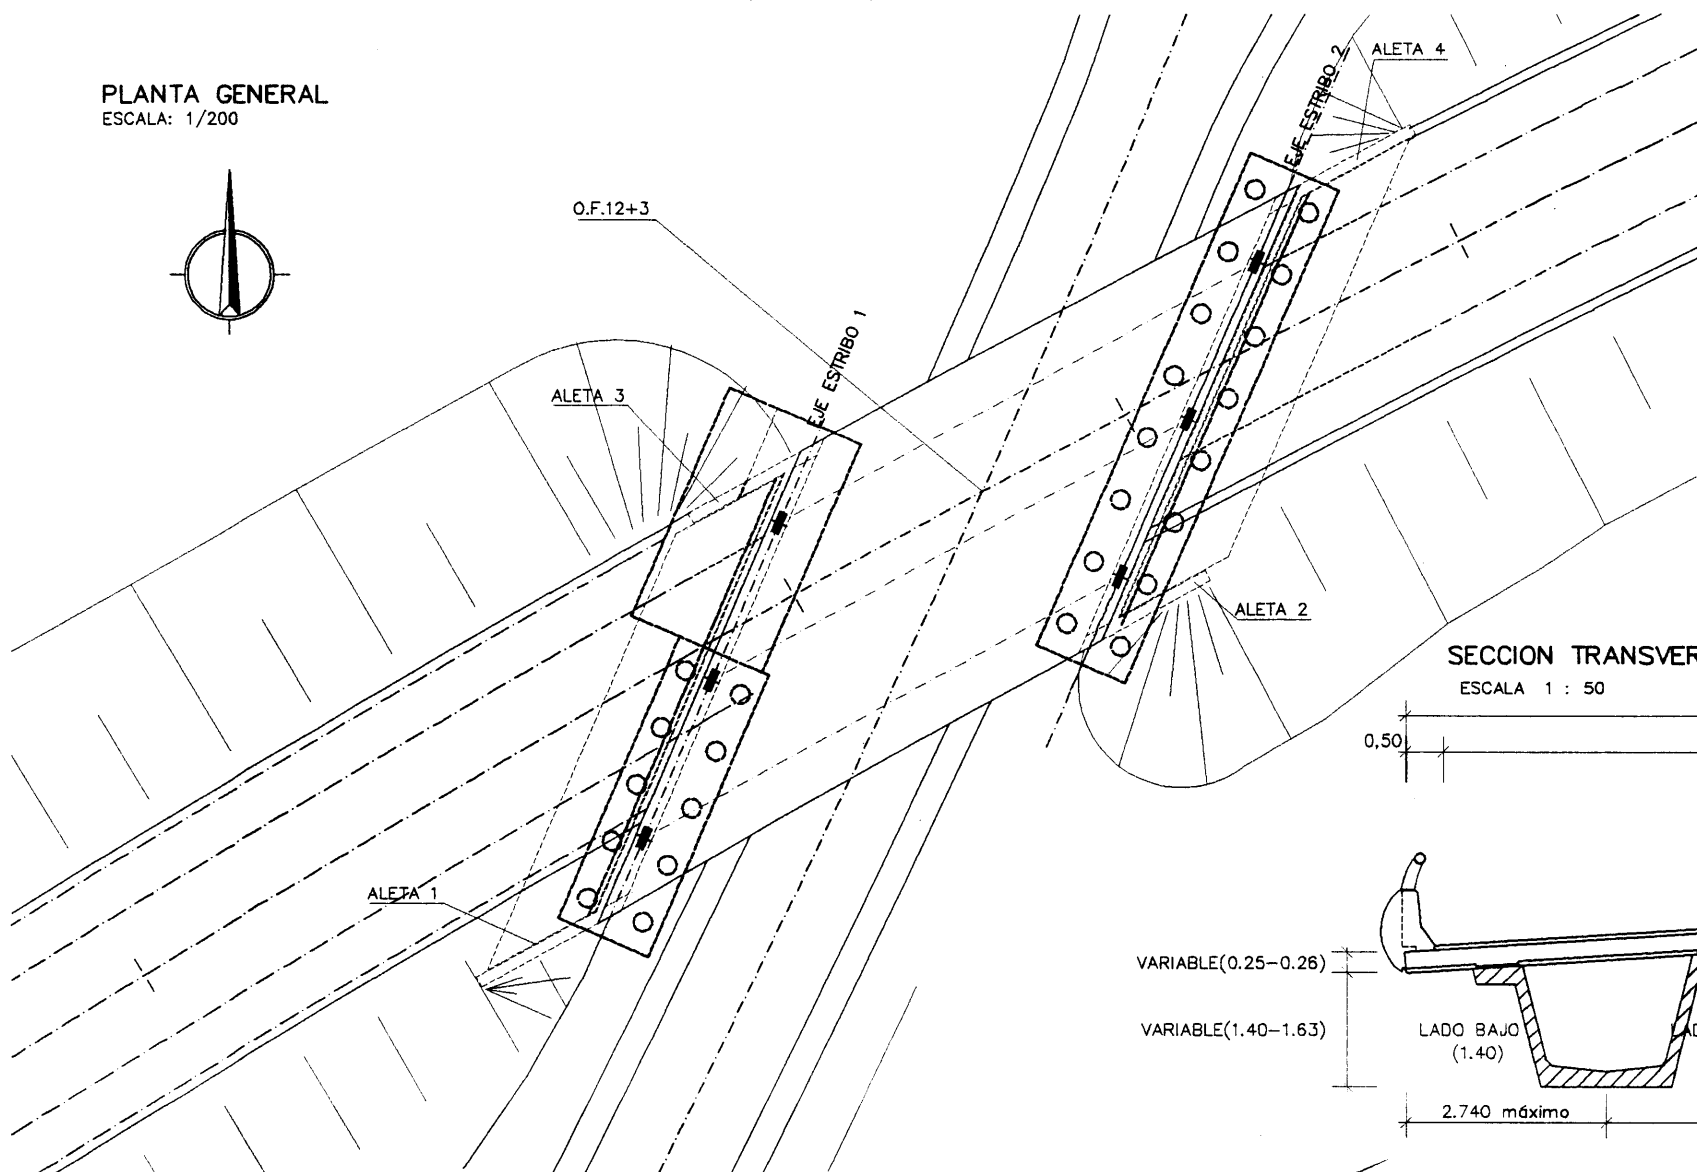 PLANTA GENERAL
ESCALA: 1/200
ALETA 4
EJE ESTRIBO 2
O.F.12+3
EJE ESTRIBO 1
ALETA 3
ALETA 2
ALETA 1
SECCION TRANSVER
ESCALA 1 : 50
0,50
VARIABLE(0.25-0.26)
VARIABLE(1.40-1.63)
LADO BAJO
(1.40)
2.740 máximo